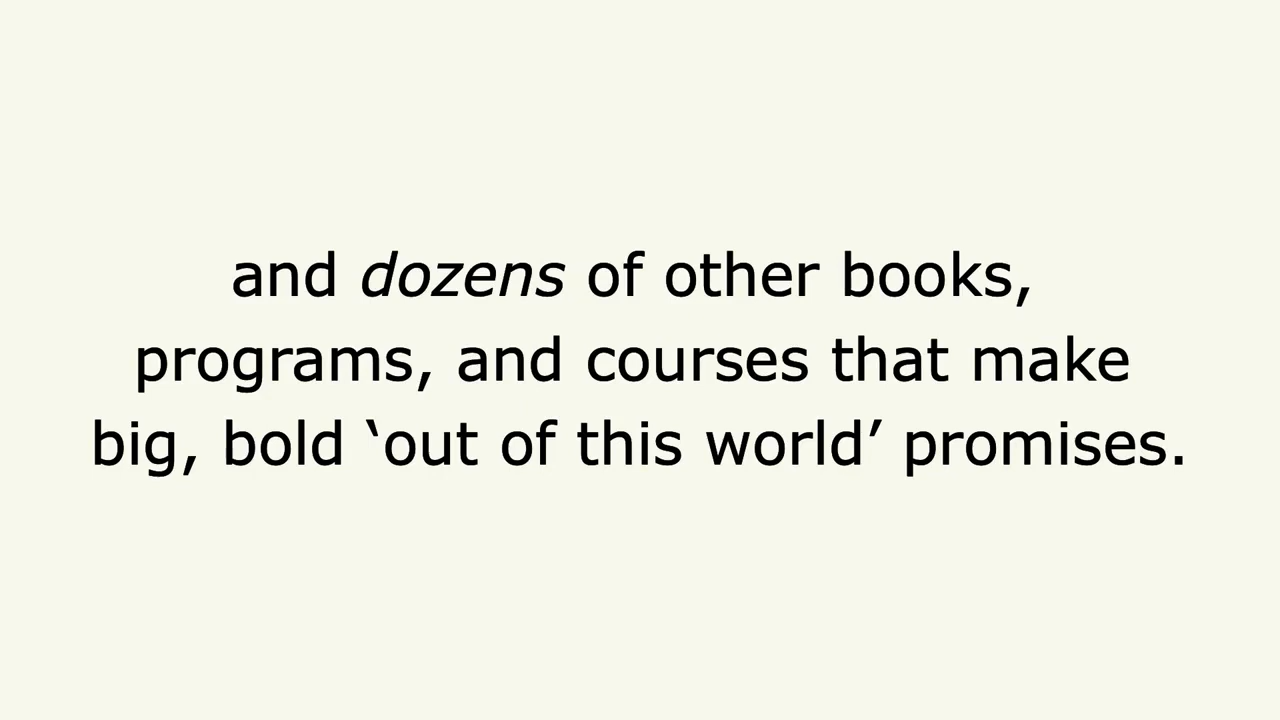 and dozens of other books,
programs, and courses that make
big, bold ‘out of this world’ promises.